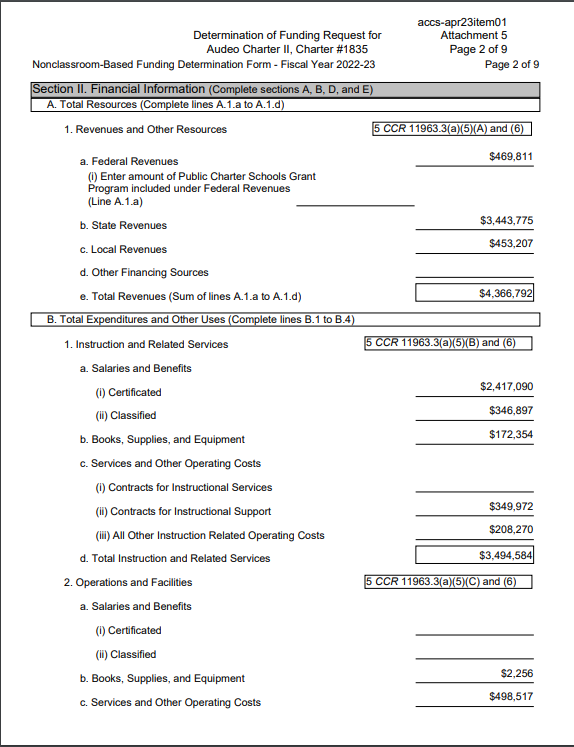 accs-apr23item01
Determination of Funding Request for Attachment 5
Audeo Charter II, Charter #1835 Page 2 of 9
Nonclassroom-Based Funding Determination Form - Fiscal Year 2022-23 Page 2 of 9
Section II. Financial Information (Complete sections A, B, D, and E)
A. Total Resources (Complete lines A.1.a to A.1.d)
1. Revenues and Other Resources 5 CCR 11963.3(a)(5)(A) and (6)
a. Federal Revenues $469,811
(i) Enter amount of Public Charter Schools Grant
Program included under Federal Revenues
(Line A.1.a)
b. State Revenues $3,443,775
c. Local Revenues $453,207
d. Other Financing Sources
e. Total Revenues (Sum of lines A.1.a to A.1.d) $4,366,792
B. Total Expenditures and Other Uses (Complete lines B.1 to B.4)
1. Instruction and Related Services 5 CCR 11963.3(a)(5)(B) and (6)
a. Salaries and Benefits
(i) Certificated $2,417,090
(ii) Classified $346,897
b. Books, Supplies, and Equipment $172,354
c. Services and Other Operating Costs
(i) Contracts for Instructional Services
(ii) Contracts for Instructional Support $349,972
(iii) All Other Instruction Related Operating Costs $208,270
d. Total Instruction and Related Services $3,494,584
2. Operations and Facilities 5 CCR 11963.3(a)(5)(C) and (6)
a. Salaries and Benefits
(i) Certificated
(ii) Classified
b. Books, Supplies, and Equipment $2,256
c. Services and Other Operating Costs $498,517